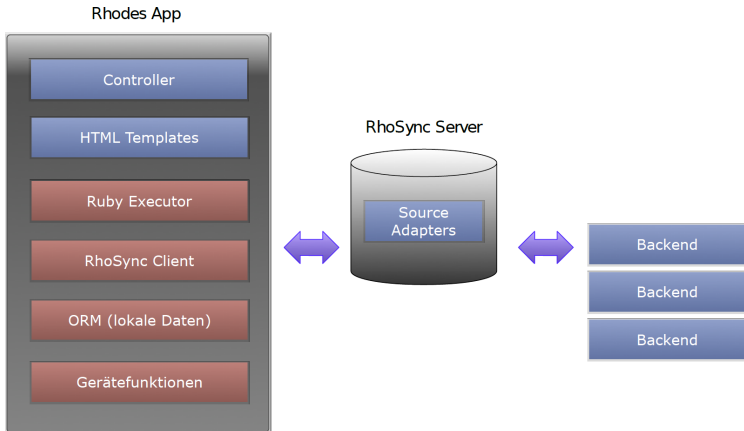 Rhodes App
Controller
HTML Templates
Ruby Executor
RhoSync Client
ORM (lokale Daten)
Gerätefunktionen
RhoSync Server
Source
Adapters
Backend
Backend
Backend